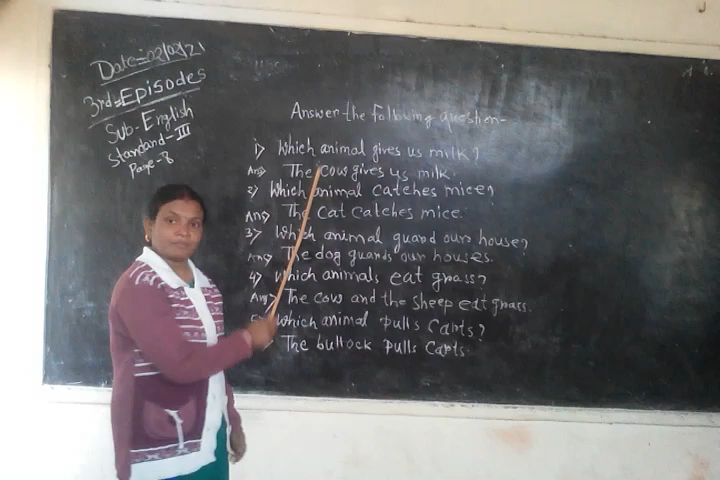 Date=02/02/21
3rd=Episodes
Sub-English
Standard-III
Page-8
Answer the following question-
1) Which animal gives us milk?
Ans) The cow gives us milk.
2) Which animal catches mice?
Ans) The cat catches mice.
3) Which animal guard our house?
Ans) The dog guards our houses.
4) Which animals eat grass?
Ans) The cow and the sheep eat grass.
Which animal pulls carts?
The bullock pulls carts.